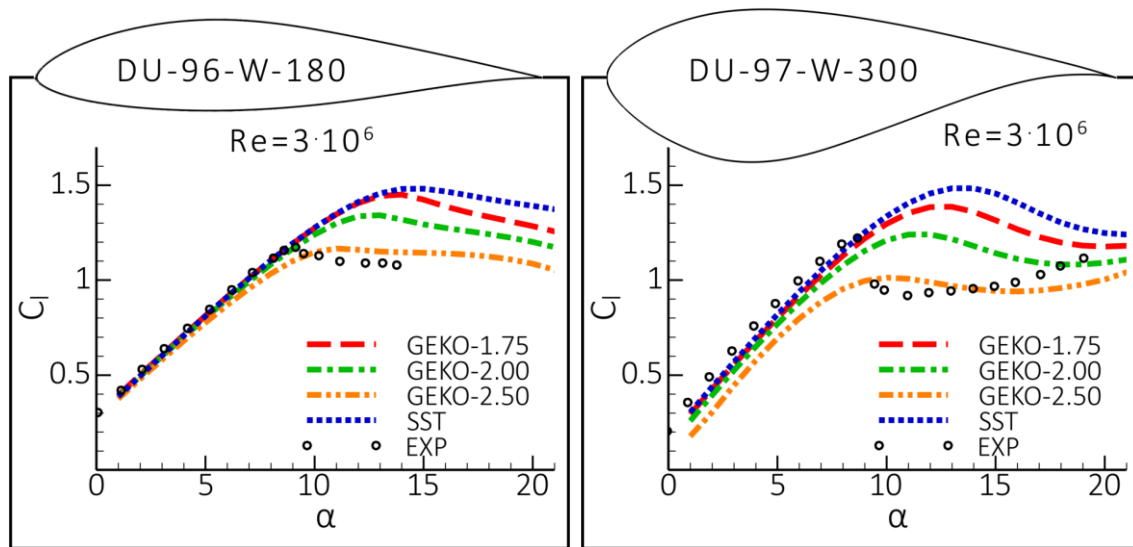 DU-96-W-180
Re=3·10⁶
1.5
1
0.5
Cl
GEKO-1.75
GEKO-2.00
GEKO-2.50
SST
EXP
0 5 10 15 20
α
DU-97-W-300
Re=3·10⁶
1.5
1
0.5
Cl
GEKO-1.75
GEKO-2.00
GEKO-2.50
SST
EXP
0 5 10 15 20
α